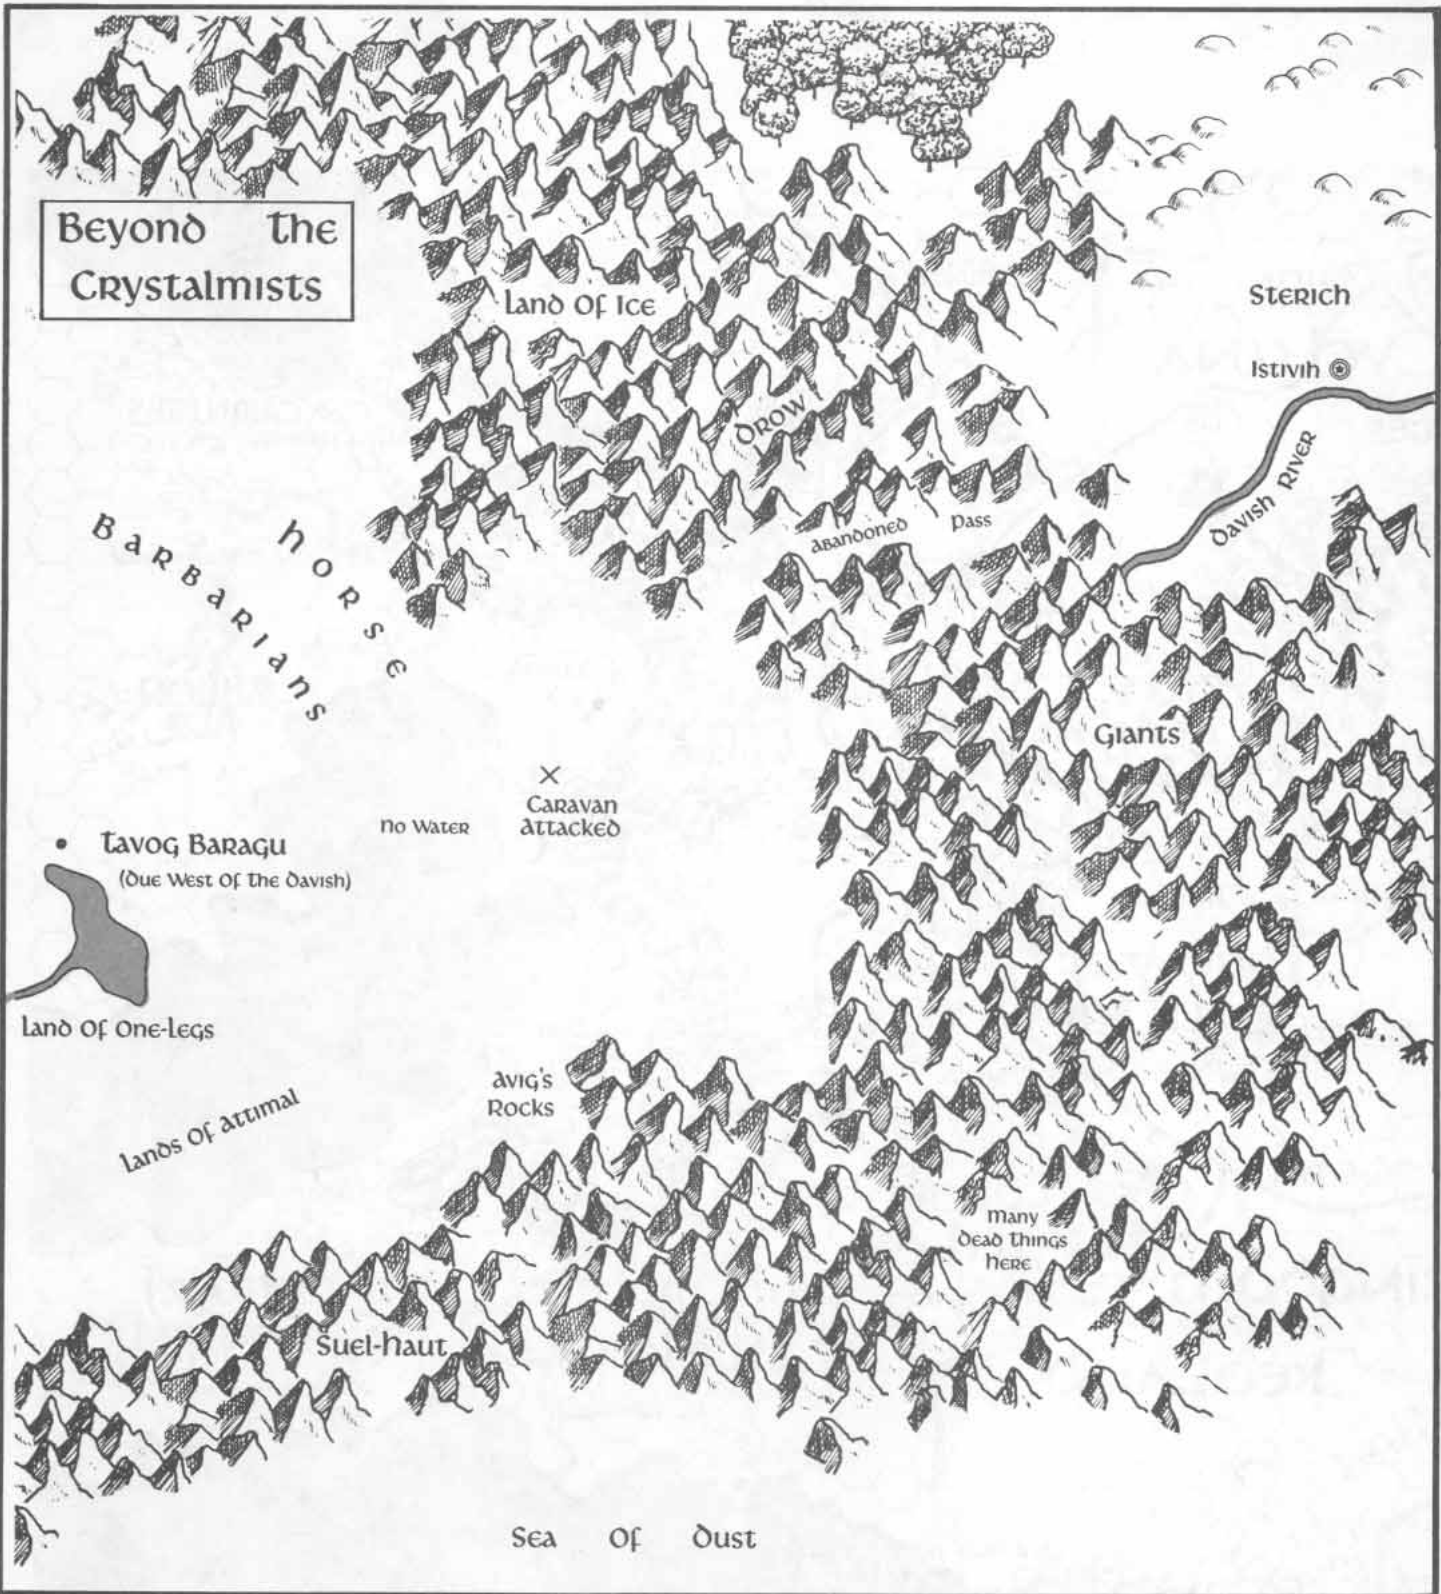 Beyond the
Crystalmists
Land Of Ice
Sterich
Istivih
Drow
Davish River
Abandoned Pass
Horse
Barbarians
Giants
Caravan
Attacked
No Water
Tavog Baragu
(Due West Of The Davish)
Land Of One-Legs
Avig's
Rocks
Lands Of Attimal
Many
Dead Things
Here
Suel-Haut
Sea Of Dust